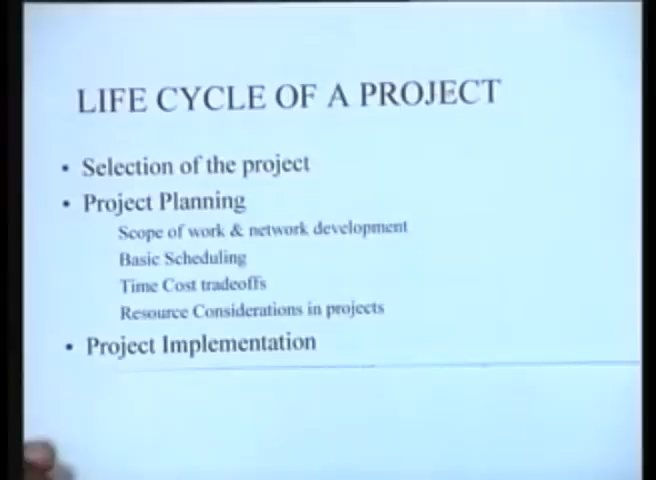 LIFE CYCLE OF A PROJECT
• Selection of the project
• Project Planning
Scope of work & network development
Basic Scheduling
Time Cost tradeoffs
Resource Considerations in projects
• Project Implementation